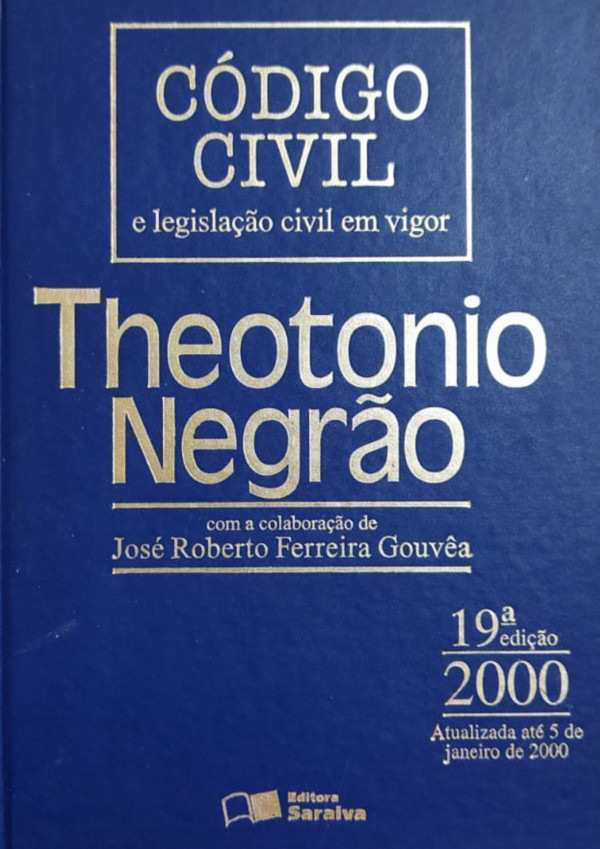 CÓDIGO
CIVIL
e legislação civil em vigor
Theotonio
Negrão
com a colaboração de
José Roberto Ferreira Gouvêa
19ª
edição
2000
Atualizada até 5 de
janeiro de 2000
Editora
Saraiva